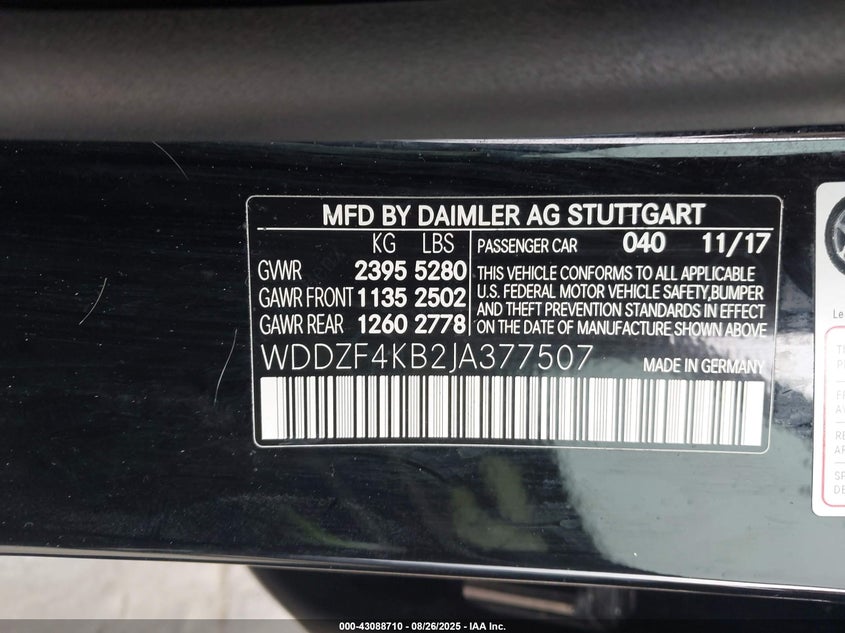 MFD BY DAIMLER AG STUTTGART
KG LBS
GVWR 2395 5280
GAWR FRONT 1135 2502
GAWR REAR 1260 2778
PASSENGER CAR 040 11/17
THIS VEHICLE CONFORMS TO ALL APPLICABLE
U.S. FEDERAL MOTOR VEHICLE SAFETY,BUMPER
AND THEFT PREVENTION STANDARDS IN EFFECT
ON THE DATE OF MANUFACTURE SHOWN ABOVE
WDDZF4KB2JA377507
MADE IN GERMANY
000-43088710 - 08/26/2025 - IAA Inc.